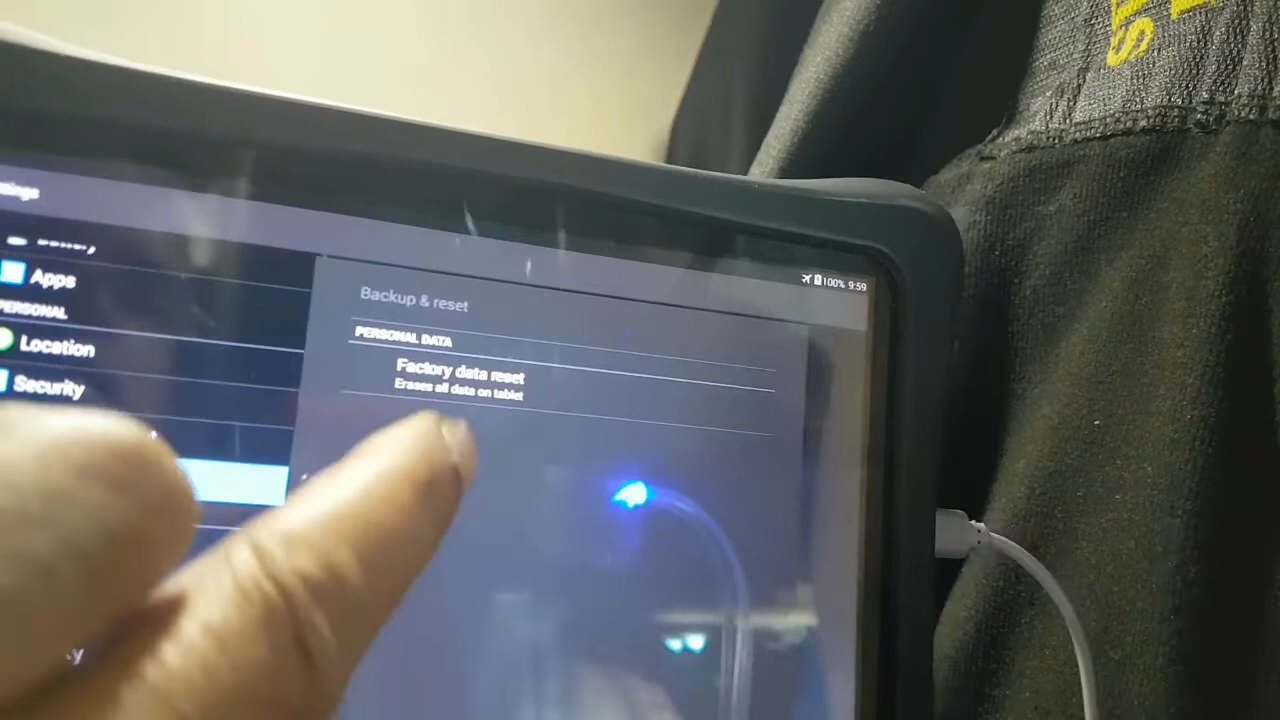 100% 9:59
Apps
PERSONAL
Location
Security
Backup & reset
PERSONAL DATA
Factory data reset
Erases all data on tablet